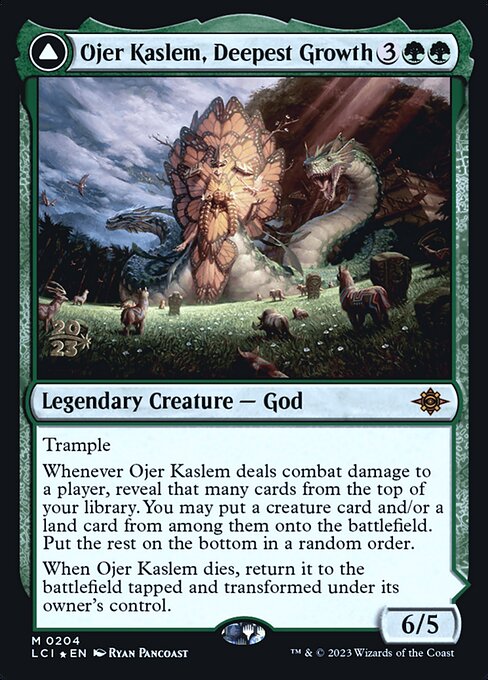 Ojer Kaslem, Deepest Growth 3
20
23
Legendary Creature — God
Trample
Whenever Ojer Kaslem deals combat damage to
a player, reveal that many cards from the top of
your library. You may put a creature card and/or a
land card from among them onto the battlefield.
Put the rest on the bottom in a random order.
When Ojer Kaslem dies, return it to the
battlefield tapped and transformed under its
owner's control.
6/5
M 0204
LCI ★ EN Ryan Pancoast
™ & © 2023 Wizards of the Coast